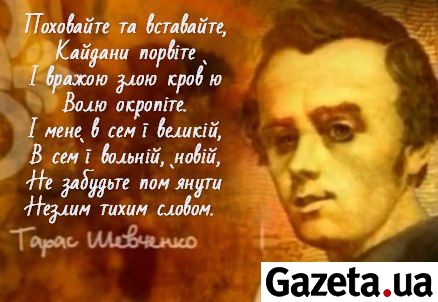 Поховайте та вставайте,
Кайдани порвіте
І вражою злою кров`ю
Волю окропіте.
І мене в сем`ї великій,
В сем`ї вольній, новій,
Не забудьте пом`янути
Незлим тихим словом.
Тарас Шевченко
Gazeta.ua